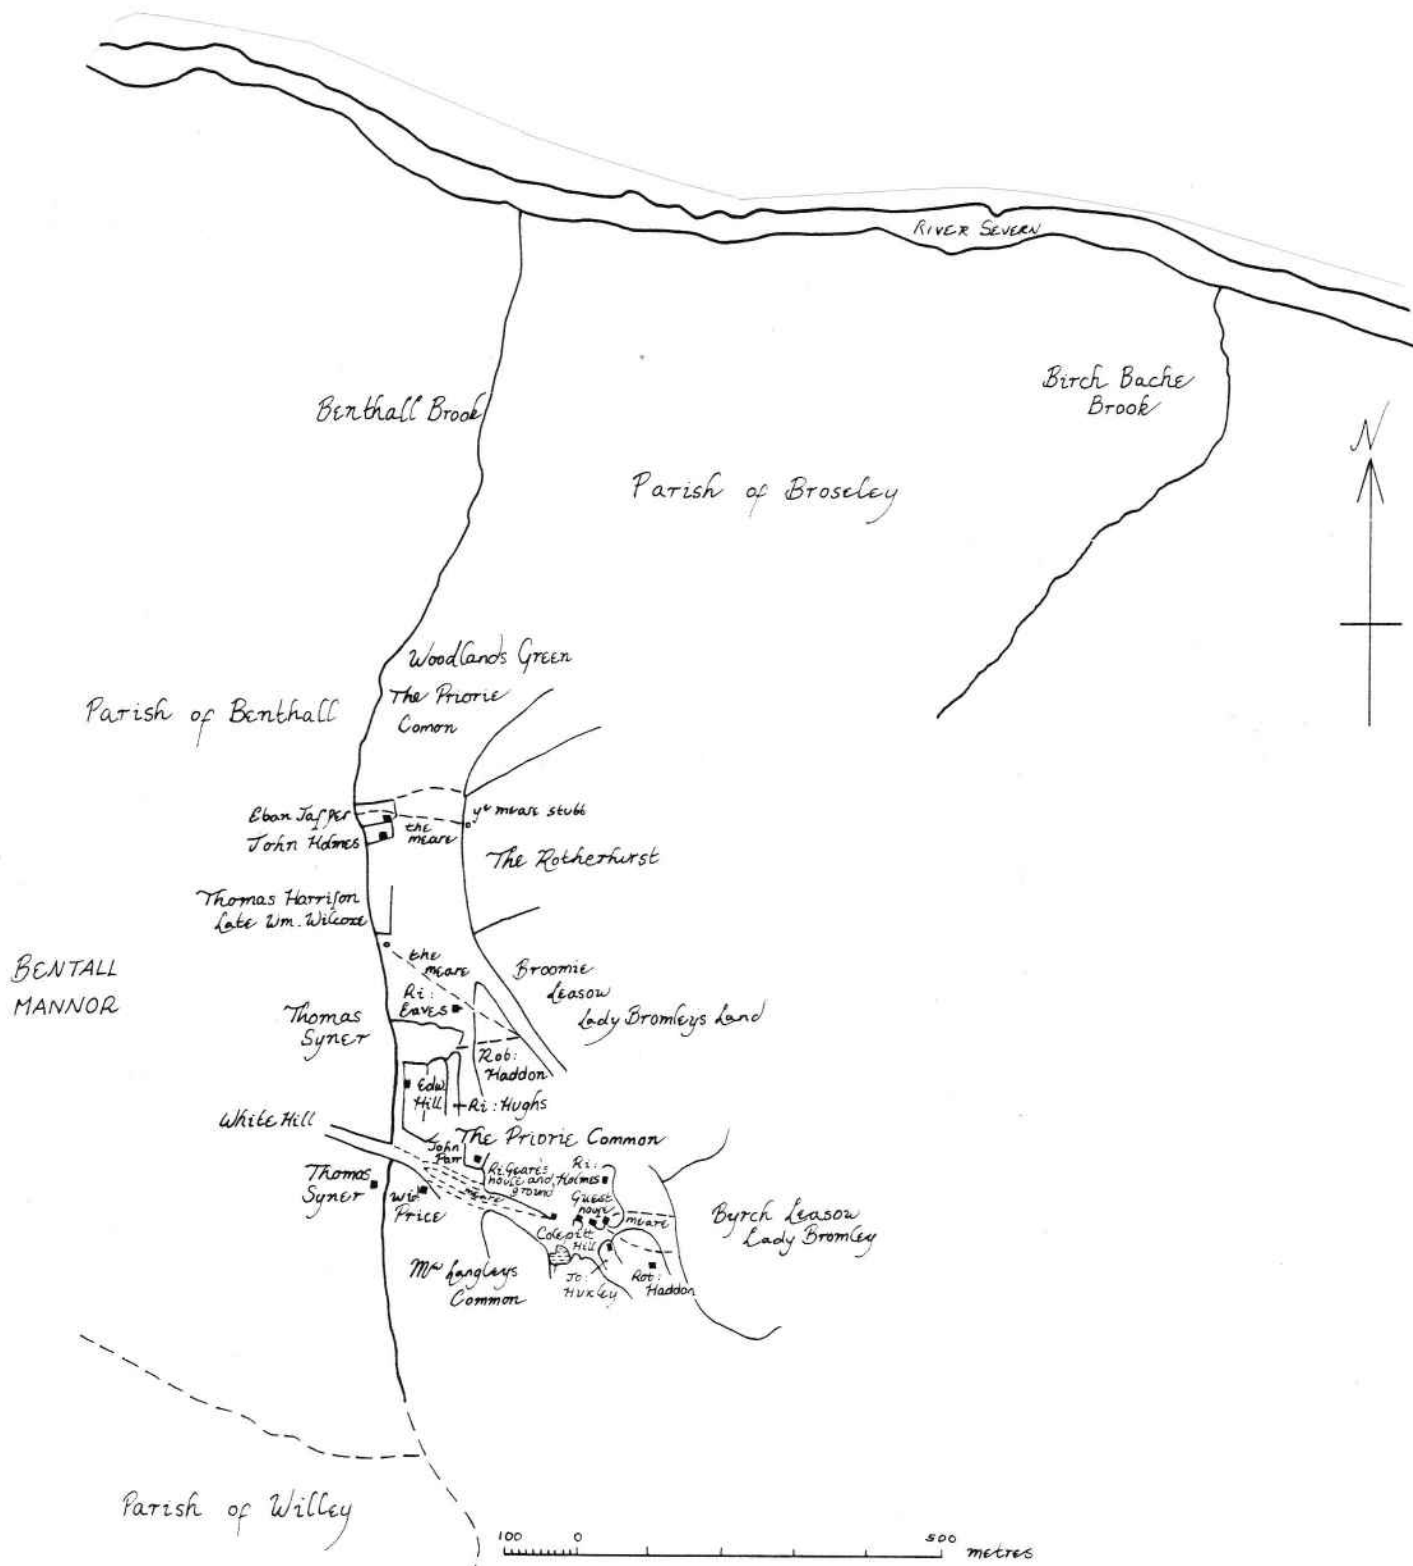 RIVER SEVERN
Birch Bache
Brook
Benthall Brook
N
Parish of Broseley
Woodlands Green
The Priorie
Comon
Parish of Benthall
Eban Jaſper
John Holmes
the
meare
yᵉ meare stubb
The Rotherhurst
Thomas Harriſon
Late Wm. Wilcoxe
BENTALL
MANNOR
the
meare
Broomie
Leasow
Lady Bromleys Land
Ri:
Eaves
Thomas
Syner
Rob:
Haddon
Edw
Hill
Ri: Hughs
White Hill
The Priorie Common
John
Parr
Ri Geares
house and
ground
Ri:
Holmes
Thomas
Syner
Wid
Price
meare
Guest
house
meare
Colepitt
Hill
Byrch Leasow
Lady Bromley
Langleys
Common
Jo:
Huxley
Rob:
Haddon
Parish of Willey
100 0 500 metres